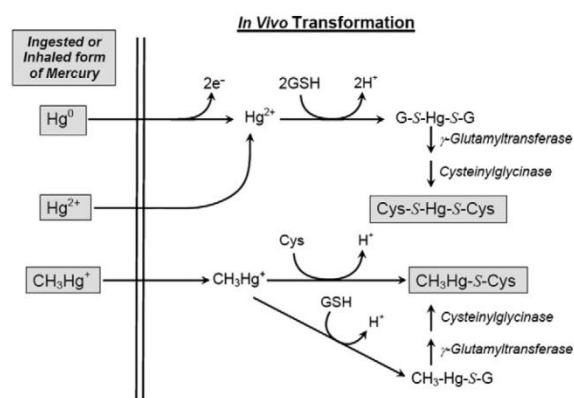 In Vivo Transformation
Ingested or
Inhaled form
of Mercury
2e⁻
2GSH
2H⁺
Hg⁰
Hg²⁺
G-S-Hg-S-G
γ-Glutamyltransferase
Cysteinylglycinase
Hg²⁺
Cys-S-Hg-S-Cys
Cys
H⁺
CH₃Hg⁺
CH₃Hg⁺
CH₃Hg-S-Cys
GSH
H⁺
Cysteinylglycinase
γ-Glutamyltransferase
CH₃-Hg-S-G